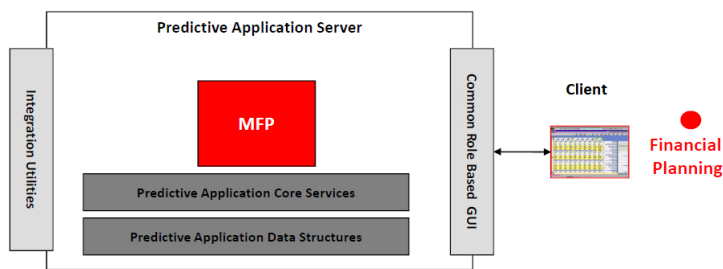 Predictive Application Server
Integration Utilities
MFP
Predictive Application Core Services
Predictive Application Data Structures
Common Role Based GUI
Client
Financial
Planning